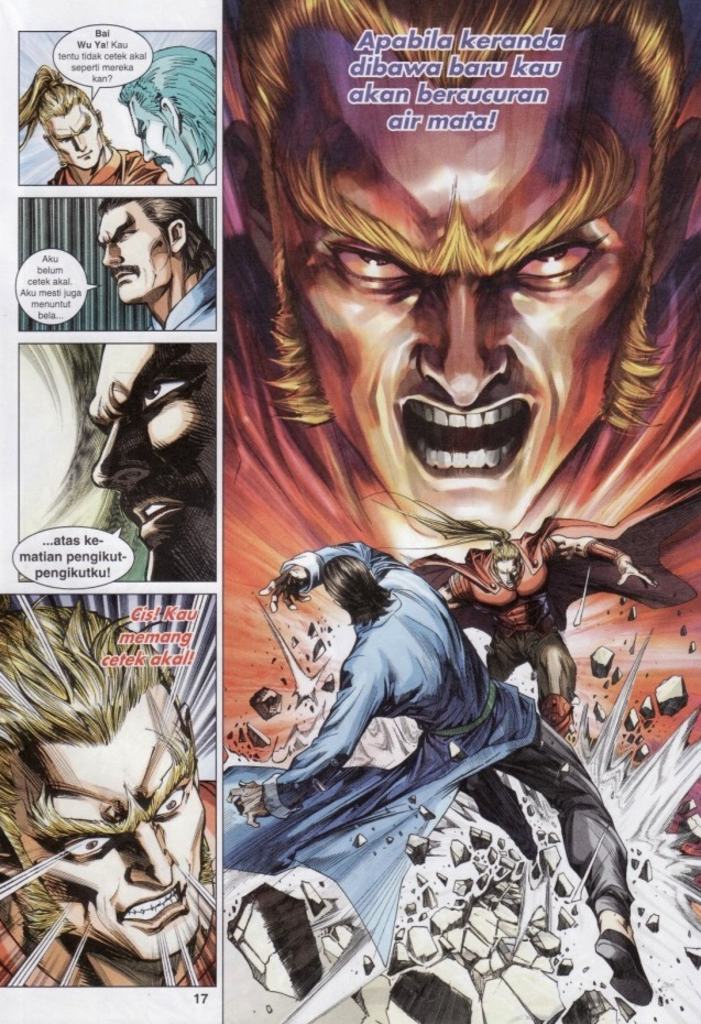 Bai
Wu Ya! Kau
tentu tidak cetek akal
seperti mereka
kan?
Aku
belum
cetek akal.
Aku mesti juga
menuntut
bela...
...atas ke-
matian pengikut-
pengikutku!
Cis! Kau
memang
cetek akal!
Apabila keranda
dibawa baru kau
akan bercucuran
air mata!
17